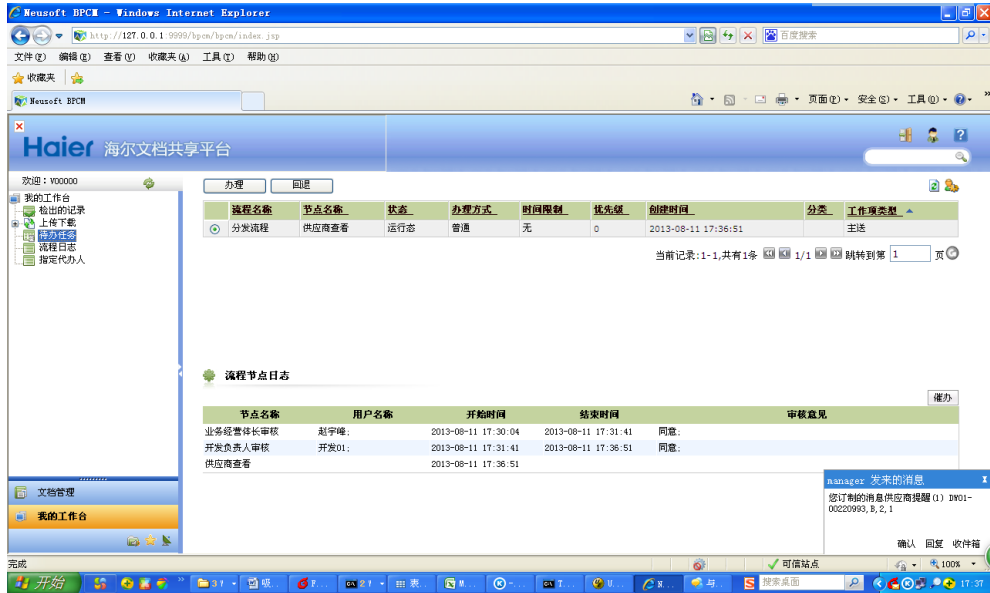 Neusoft BPCM - Windows Internet Explorer
http://127.0.0.1:9999/bpcm/bpcm/index.jsp
百度搜索
文件(F) 编辑(E) 查看(V) 收藏夹(A) 工具(T) 帮助(H)
收藏夹
Neusoft BPCM
页面(P) 安全(S) 工具(O)
Haier 海尔文档共享平台
欢迎：V00000
我的工作台
检出的记录
上传下载
待办任务
流程日志
指定代办人
办理 回退
流程名称 节点名称 状态 办理方式 时间限制 优先级 创建时间 分类 工作项类型
分发流程 供应商查看 运行态 普通 无 0 2013-08-11 17:36:51 主送
当前记录:1-1,共有1条 1/1 跳转到第 1 页
流程节点日志
催办
节点名称 用户名称 开始时间 结束时间 审核意见
业务经营体长审核 赵宇峰; 2013-08-11 17:30:04 2013-08-11 17:31:41 同意;
开发负责人审核 开发01; 2013-08-11 17:31:41 2013-08-11 17:36:51 同意;
供应商查看 2013-08-11 17:36:51
manager 发来的消息
您订制的消息供应商提醒(1) DW01-
00220993,B,2,1
确认 回复 收件箱
文档管理
我的工作台
完成 可信站点 100%
开始 搜索桌面 17:37